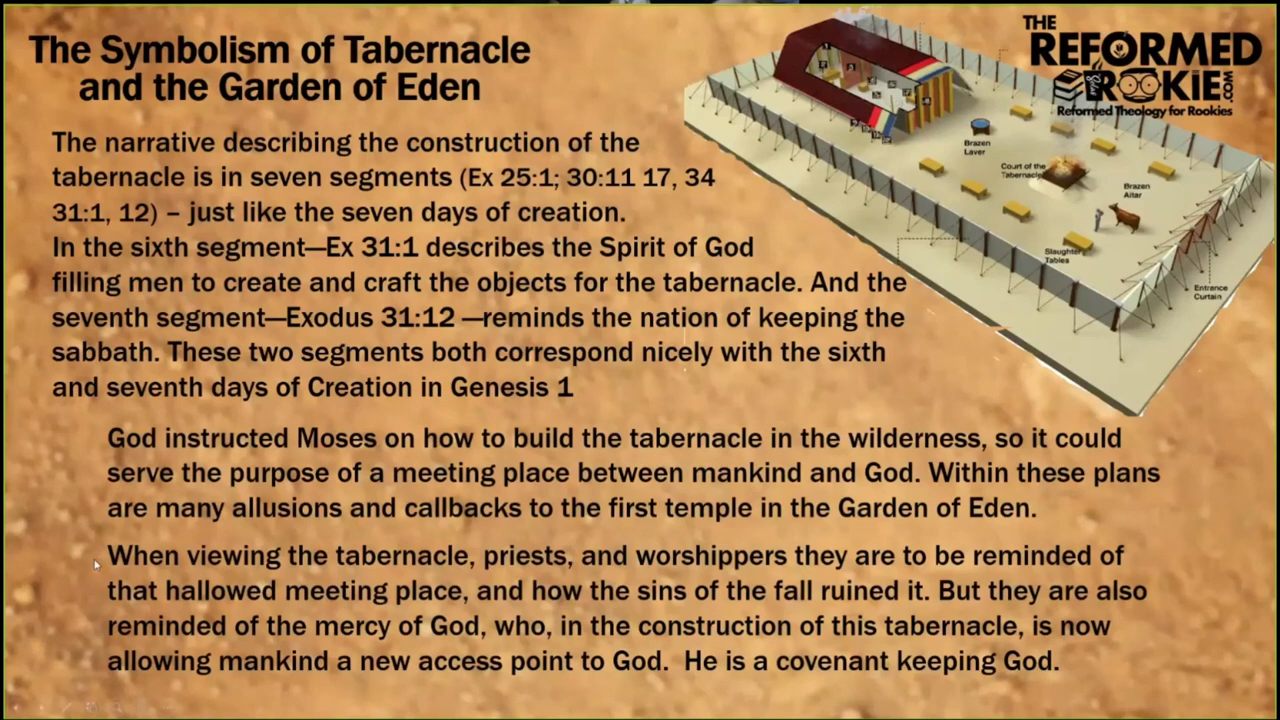 The Symbolism of Tabernacle
and the Garden of Eden
THE
REFORMED
ROOKiE
.COM
Reformed Theology for Rookies
The narrative describing the construction of the
tabernacle is in seven segments (Ex 25:1; 30:11 17, 34
31:1, 12) – just like the seven days of creation.
In the sixth segment—Ex 31:1 describes the Spirit of God
filling men to create and craft the objects for the tabernacle. And the
seventh segment—Exodus 31:12 —reminds the nation of keeping the
sabbath. These two segments both correspond nicely with the sixth
and seventh days of Creation in Genesis 1
Brazen
Laver
Court of the
Tabernacle
Brazen
Altar
Slaughter
Tables
Entrance
Curtain
God instructed Moses on how to build the tabernacle in the wilderness, so it could
serve the purpose of a meeting place between mankind and God. Within these plans
are many allusions and callbacks to the first temple in the Garden of Eden.
When viewing the tabernacle, priests, and worshippers they are to be reminded of
that hallowed meeting place, and how the sins of the fall ruined it. But they are also
reminded of the mercy of God, who, in the construction of this tabernacle, is now
allowing mankind a new access point to God.  He is a covenant keeping God.